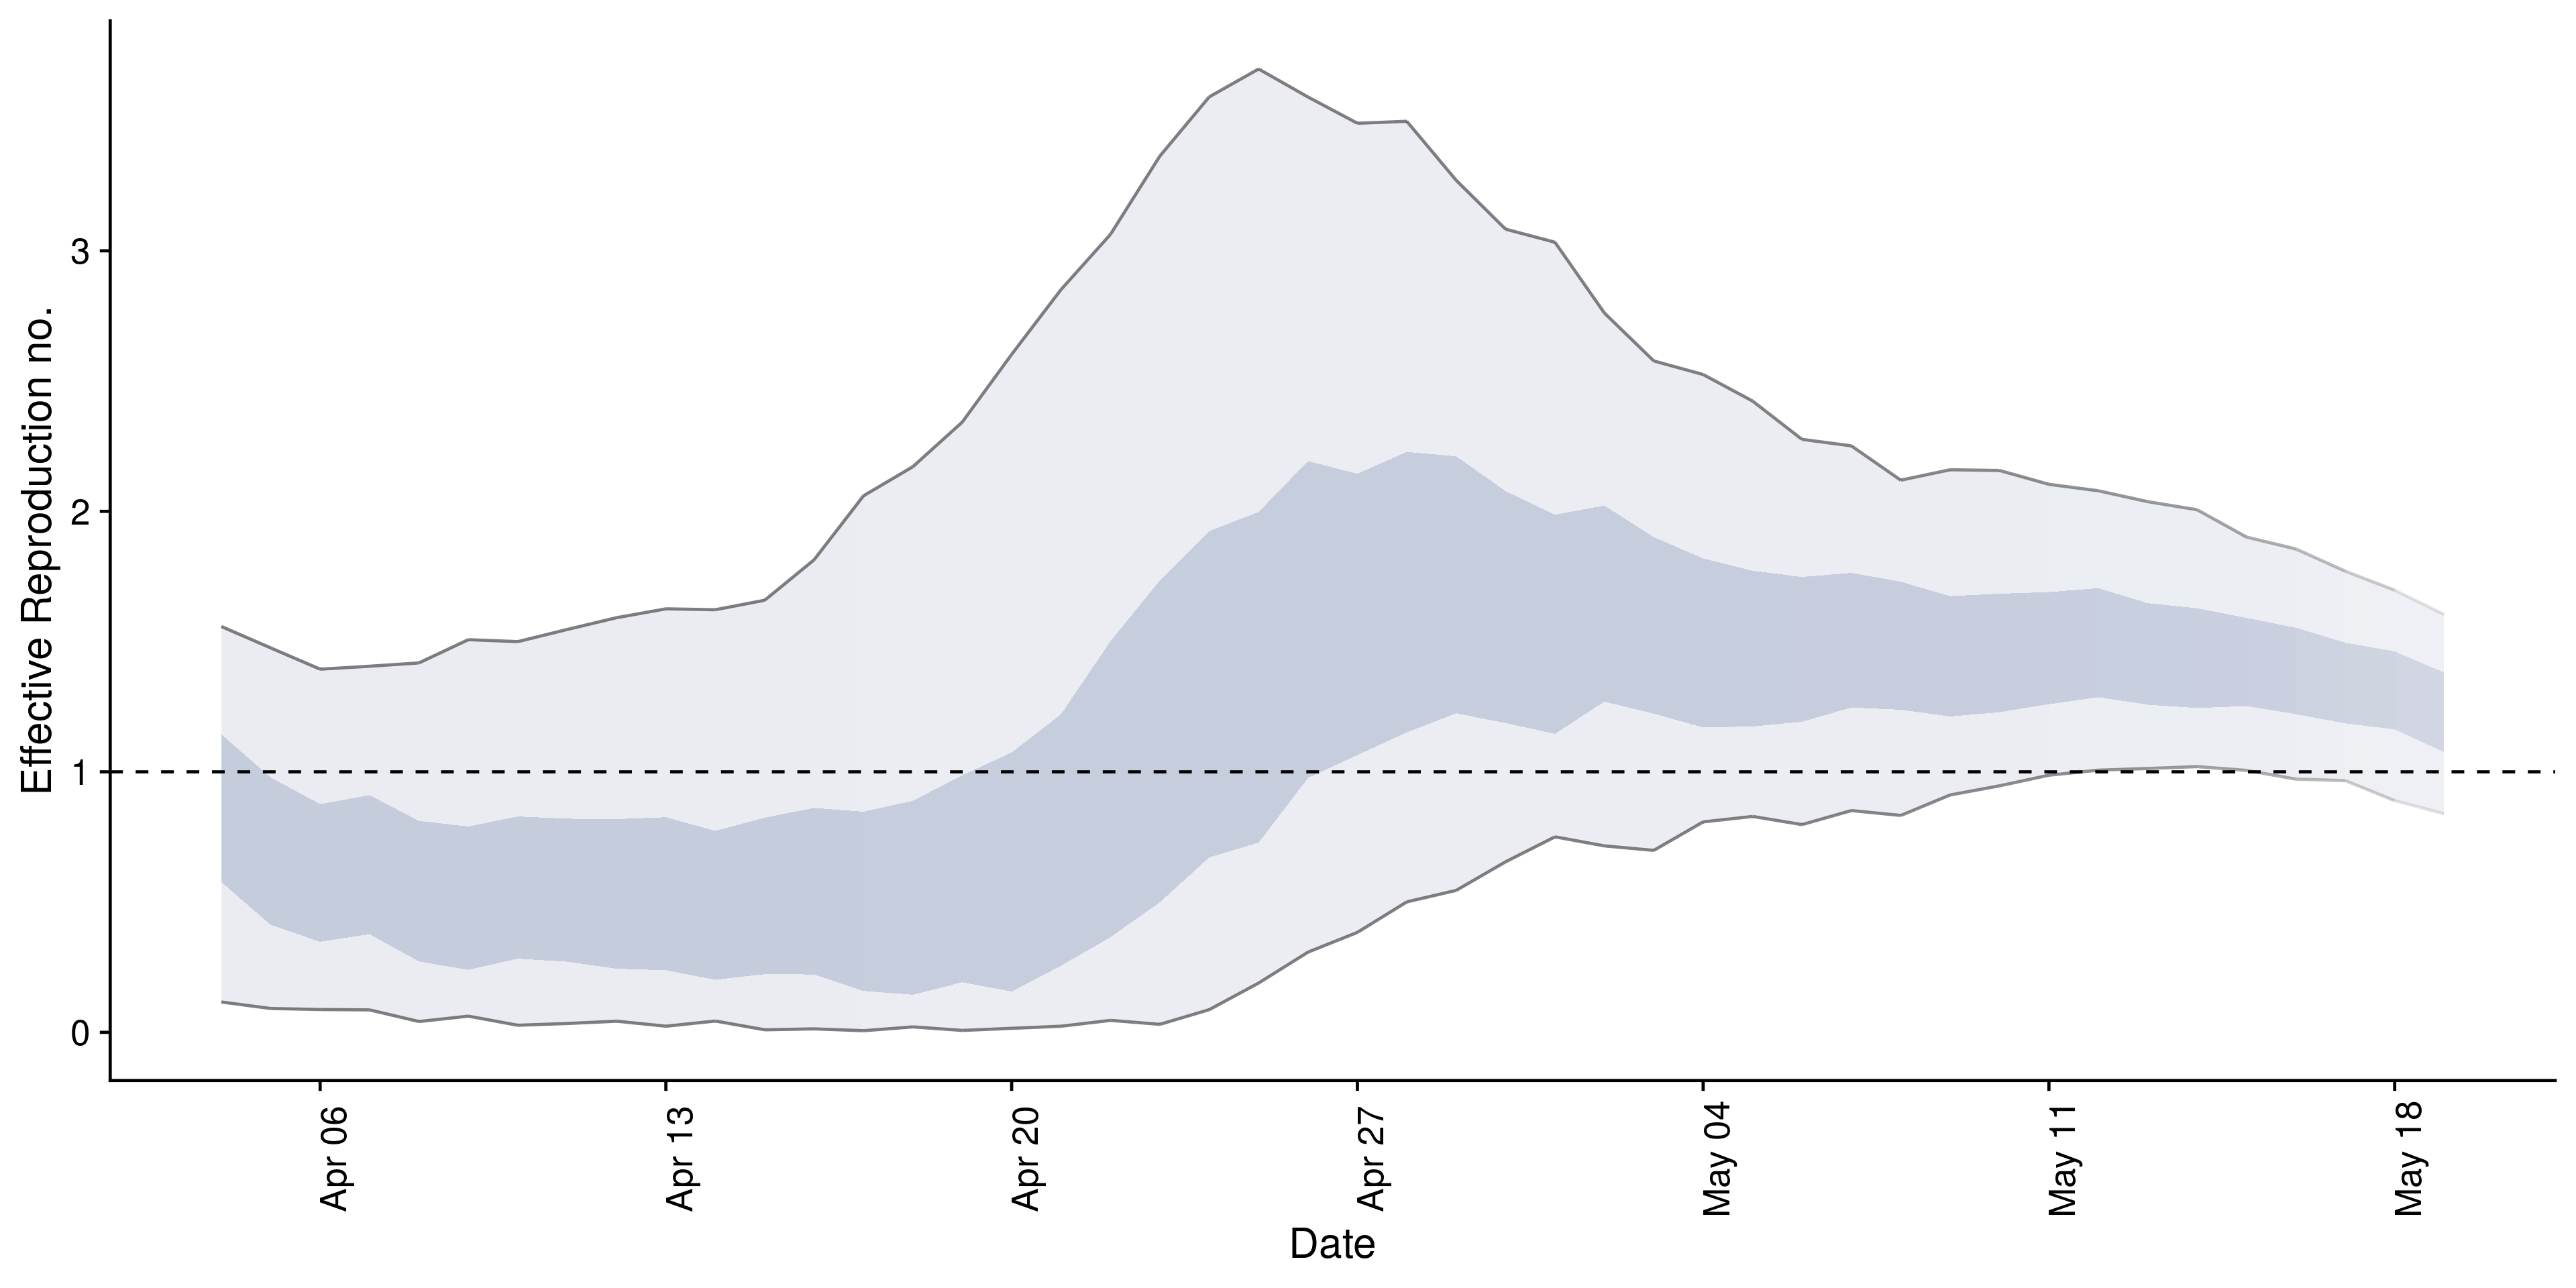 Effective Reproduction no.
3
2
1
0
Apr 06
Apr 13
Apr 20
Apr 27
May 04
May 11
May 18
Date